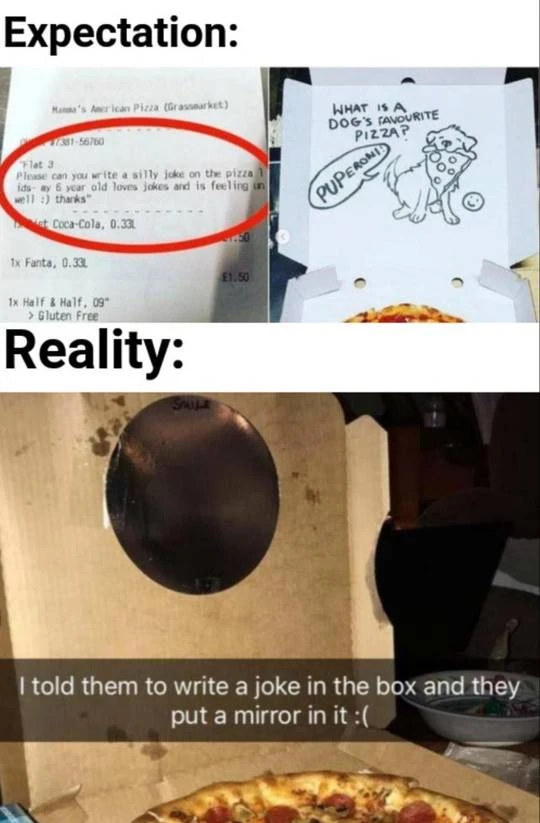 Expectation:
Mamma's American Pizza (Grassmarket)
"Flat 3
Please can you write a silly joke on the pizza l
ids- my 6 year old loves jokes and is feeling un
well :) thanks"
Coca-Cola, 0.33L
1x Fanta, 0.33L
£1.50
1x Half & Half, 09"
> Gluten Free
WHAT IS A
DOG'S FAVOURITE
PIZZA?
PUPERONI!
Reality:
SMILE
I told them to write a joke in the box and they
put a mirror in it :(